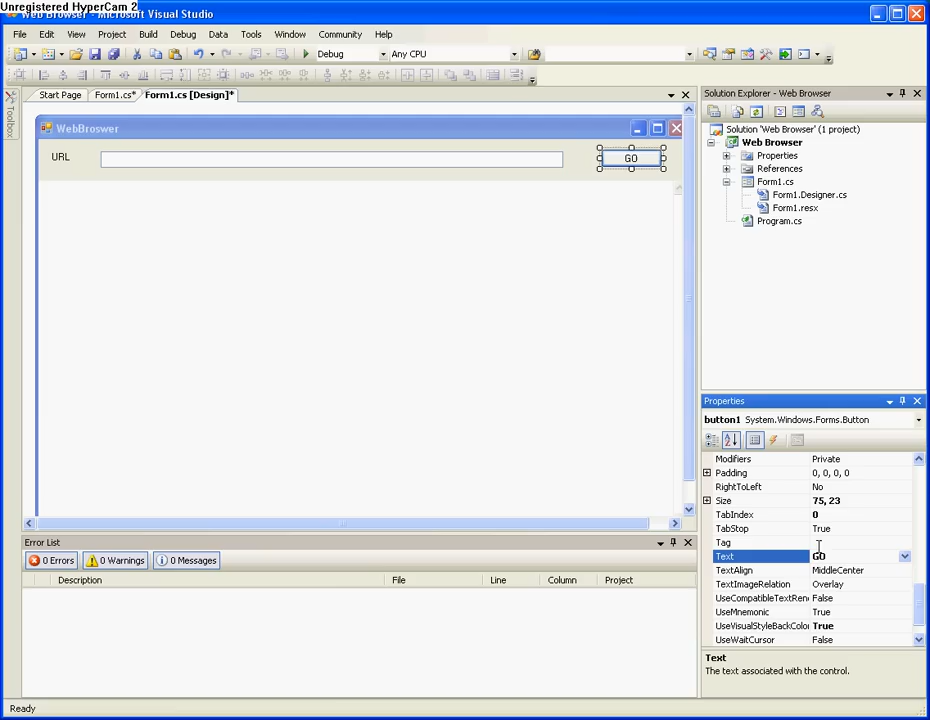 Unregistered HyperCam 2
Web Browser - Microsoft Visual Studio
File Edit View Project Build Debug Data Tools Window Community Help
Debug Any CPU
Toolbox
Start Page Form1.cs* Form1.cs [Design]*
WebBroswer
URL GO
Error List
0 Errors 0 Warnings 0 Messages
Description File Line Column Project
Solution Explorer - Web Browser
Solution 'Web Browser' (1 project)
Web Browser
Properties
References
Form1.cs
Form1.Designer.cs
Form1.resx
Program.cs
Properties
button1 System.Windows.Forms.Button
Modifiers Private
Padding 0, 0, 0, 0
RightToLeft No
Size 75, 23
TabIndex 0
TabStop True
Tag
Text GO
TextAlign MiddleCenter
TextImageRelation Overlay
UseCompatibleTextRen False
UseMnemonic True
UseVisualStyleBackColo True
UseWaitCursor False
Text
The text associated with the control.
Ready